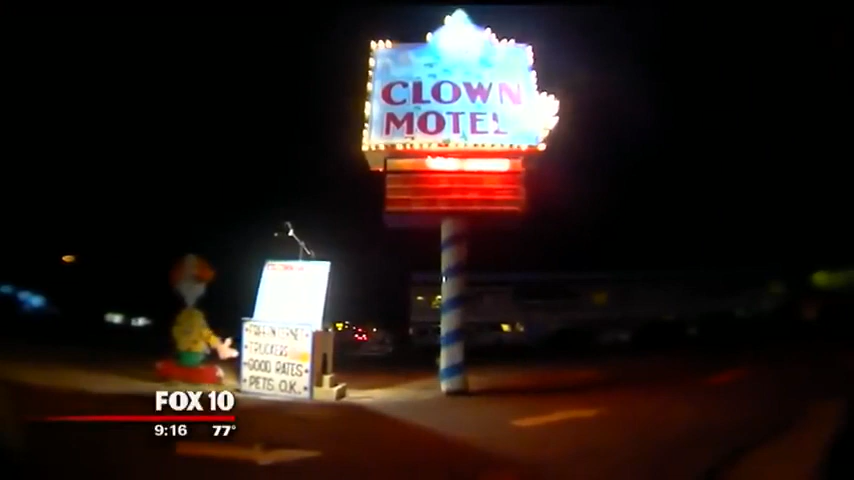 CLOWN
MOTEL
TRUCKERS
GOOD RATES
PETS O.K.
FOX 10
9:16 77°